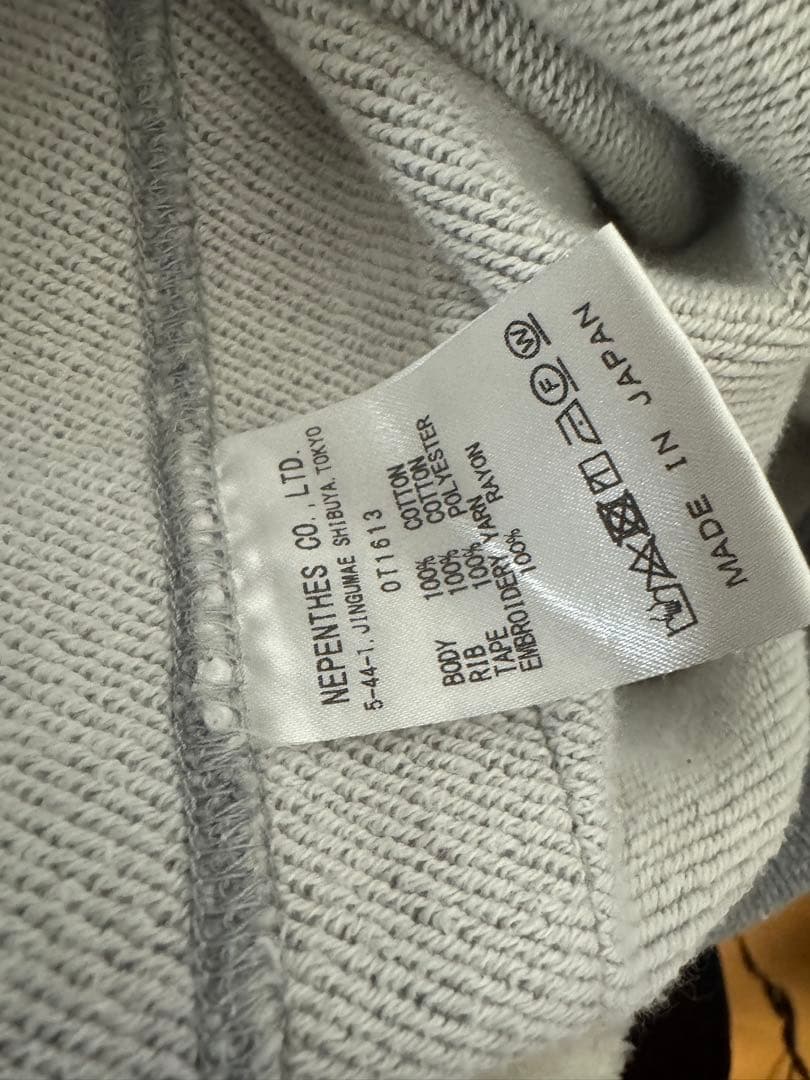 NEPENTHES CO., LTD.
5-44-1, JINGUMAE SHIBUYA, TOKYO
OT1613
BODY 100% COTTON
RIB 100% COTTON
TAPE 100% POLYESTER
EMBROIDERY YARN
100% RAYON
F W
MADE IN JAPAN